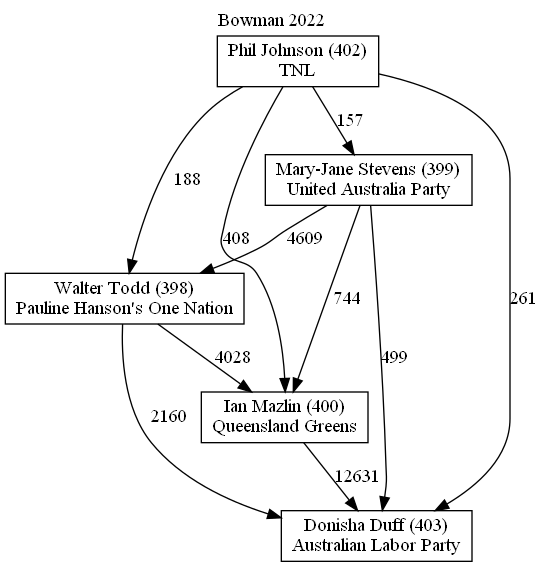 Bowman 2022
Phil Johnson (402)
TNL
157
Mary-Jane Stevens (399)
United Australia Party
188
408
4609
Walter Todd (398)
Pauline Hanson's One Nation
744
261
499
4028
2160
Ian Mazlin (400)
Queensland Greens
12631
Donisha Duff (403)
Australian Labor Party